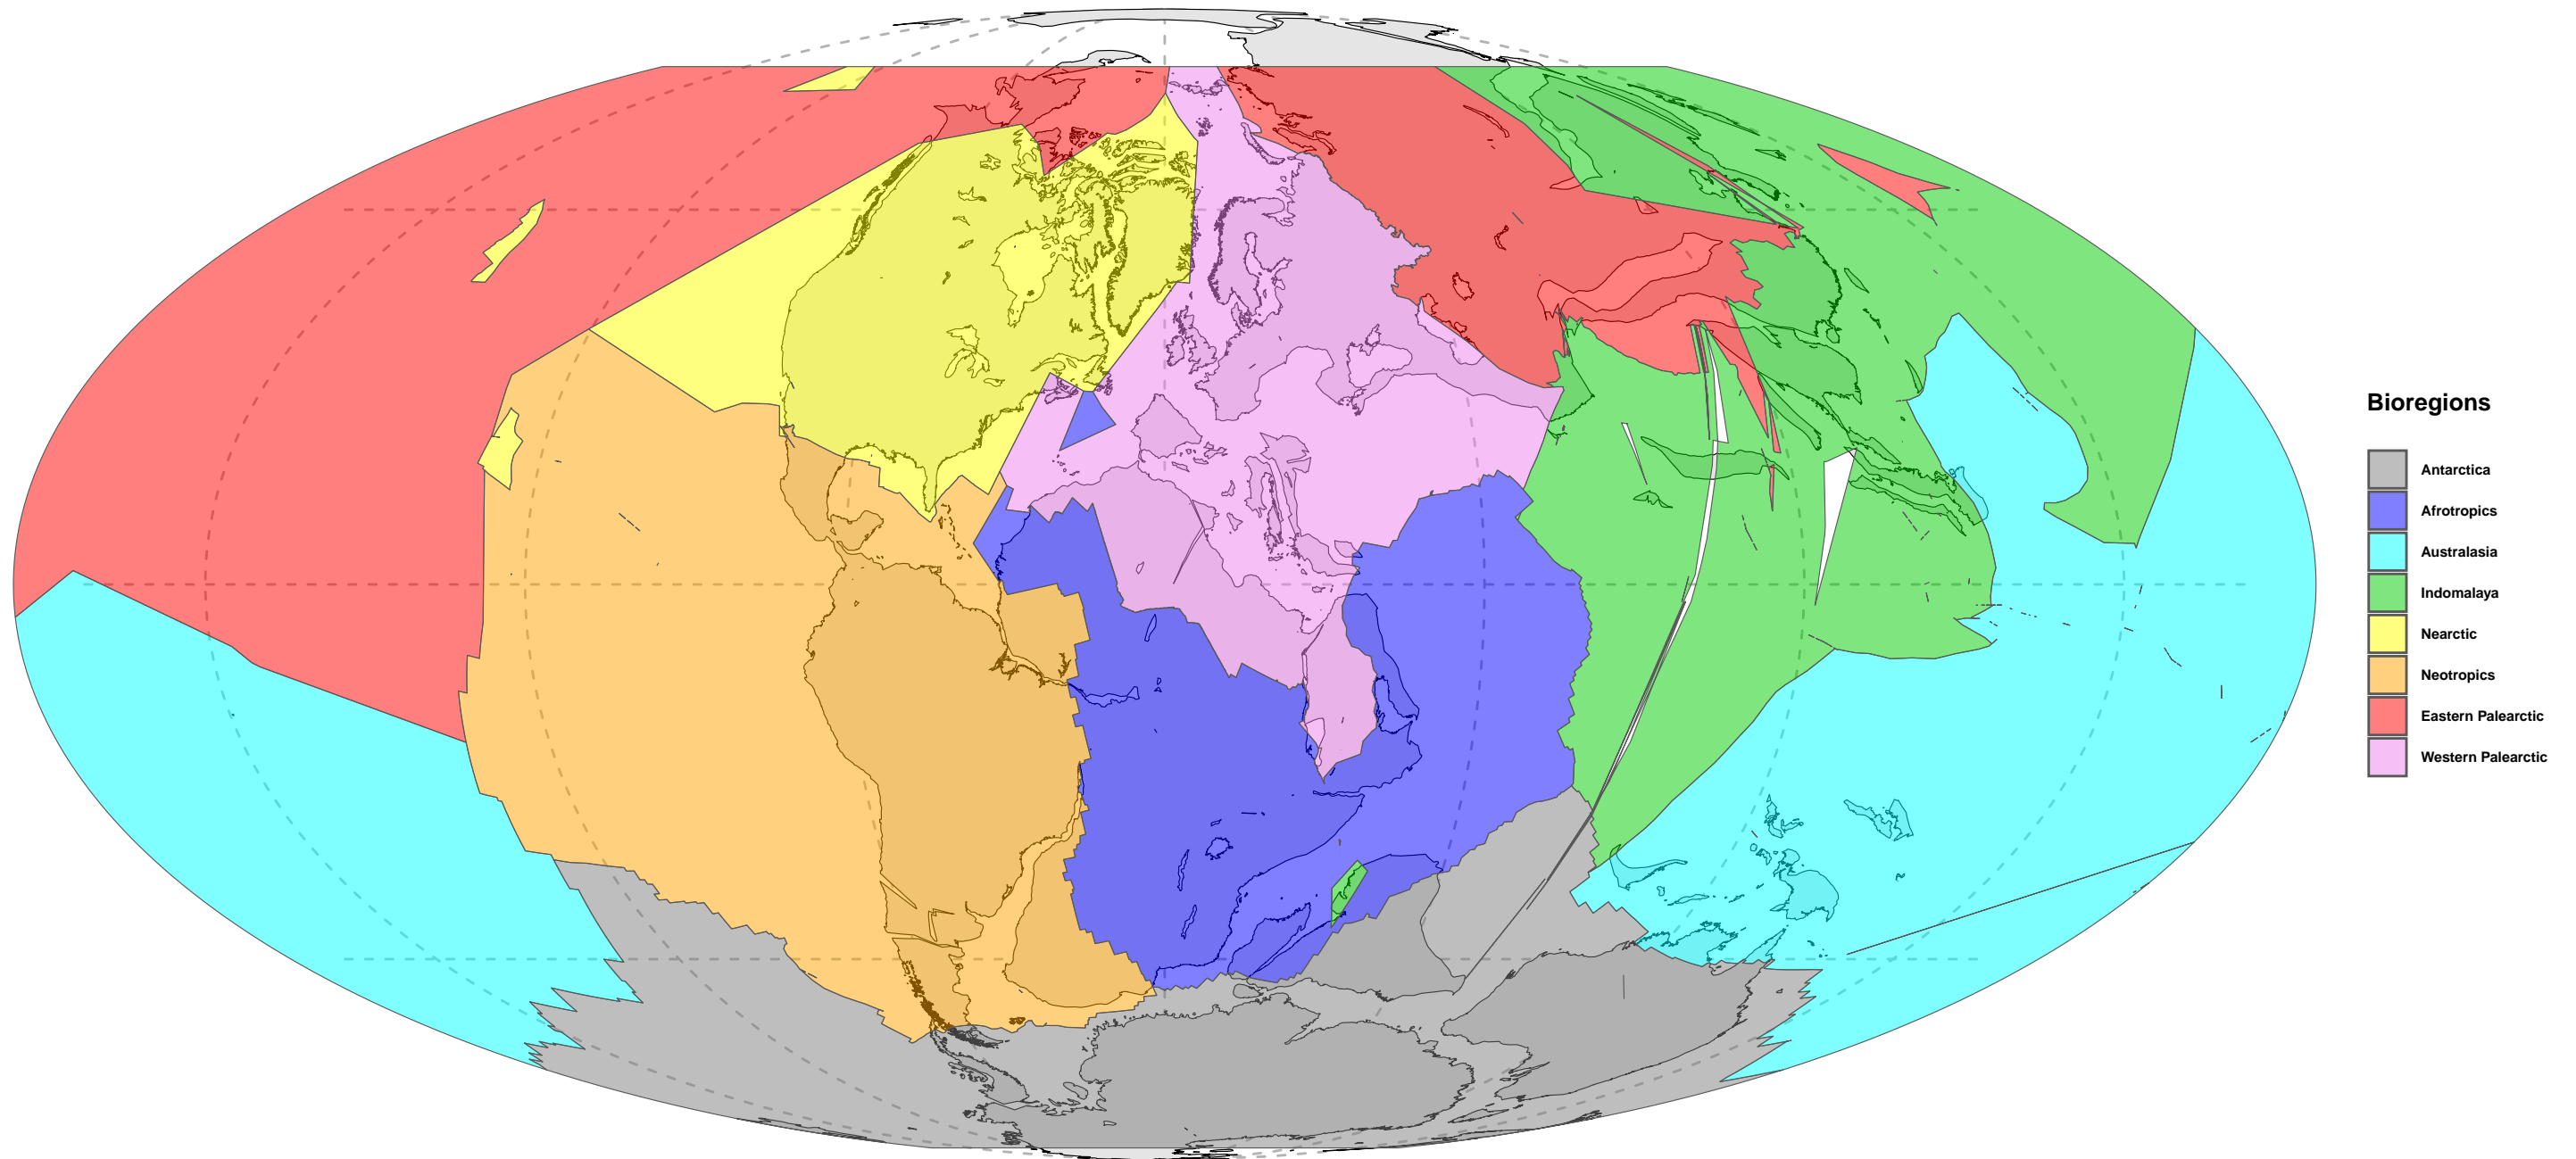 Bioregions
Antarctica
Afrotropics
Australasia
Indomalaya
Nearctic
Neotropics
Eastern Palearctic
Western Palearctic